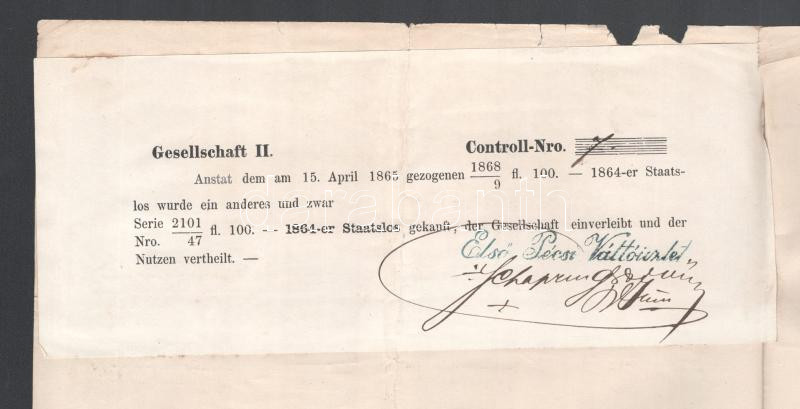 Gesellschaft II. Controll-Nro. 7.
Anstat dem am 15. April 1865 gezogenen 1868/9 fl. 100. — 1864-er Staats-
los wurde ein anderes und zwar
Serie 2101
Nro. 47 fl. 100. -- 1864-er Staatslos gekauft, der Gesellschaft einverleibt und der
Nutzen vertheilt. —
Első Pécsi Váltóüzlet
darabanth